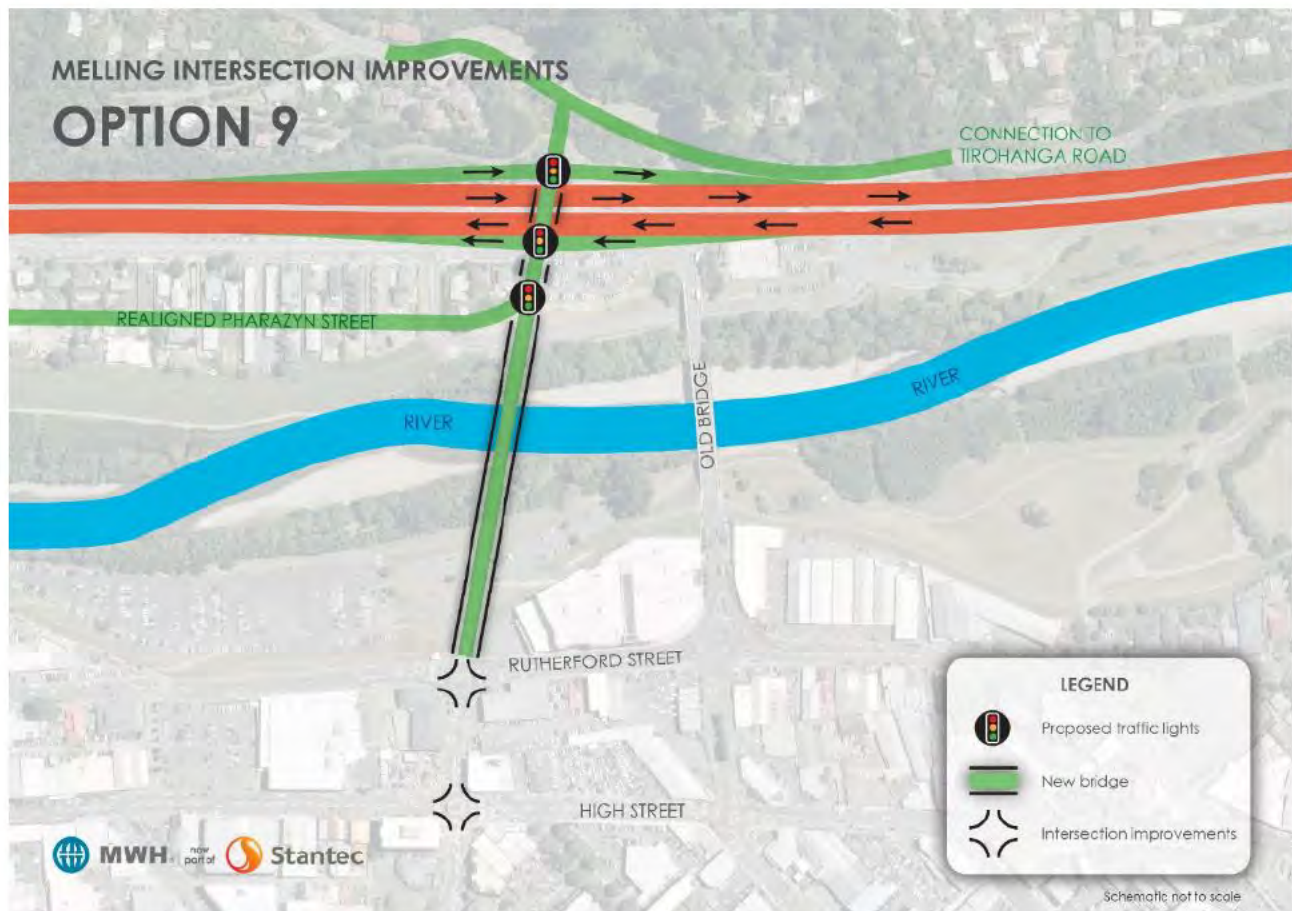 MELLING INTERSECTION IMPROVEMENTS
OPTION 9
CONNECTION TO
TIROHANGA ROAD
REALIGNED PHARAZYN STREET
RIVER
RIVER
OLD BRIDGE
RUTHERFORD STREET
HIGH STREET
LEGEND
Proposed traffic lights
New bridge
Intersection improvements
MWH now
part of Stantec
Schematic not to scale